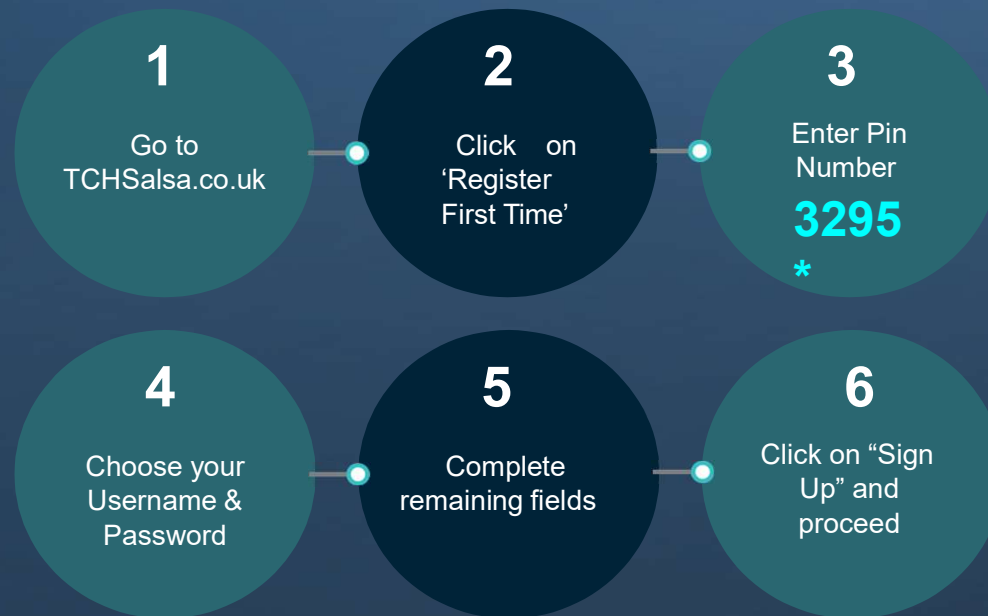 1
Go to
TCHSalsa.co.uk
2
Click on
‘Register
First Time’
3
Enter Pin
Number
3295
*
4
Choose your
Username &
Password
5
Complete
remaining fields
6
Click on “Sign
Up” and
proceed